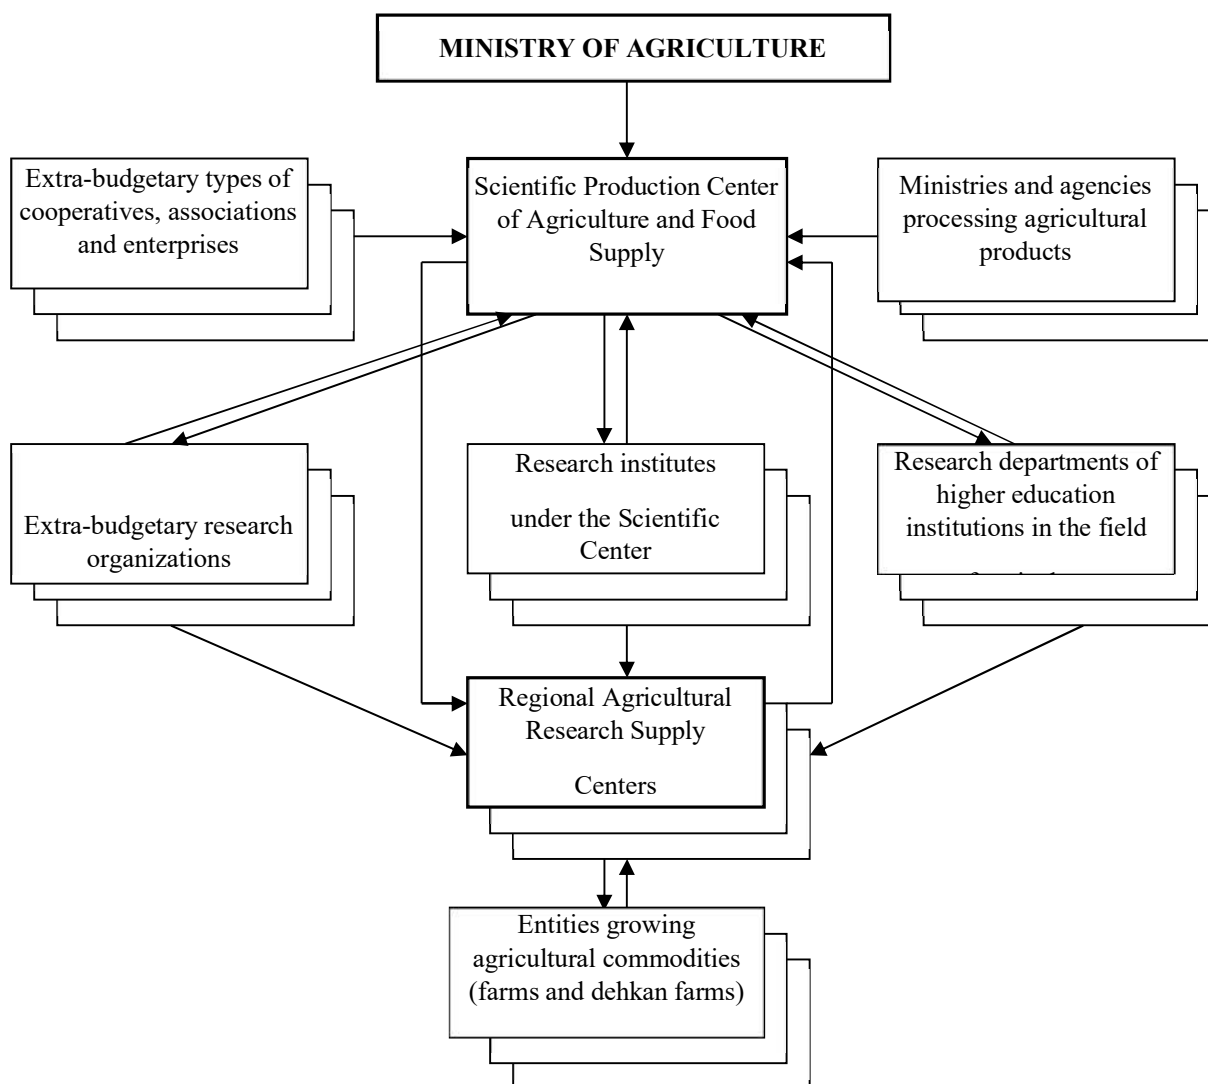 MINISTRY OF AGRICULTURE
Extra-budgetary types of
cooperatives, associations
and enterprises
Scientific Production Center
of Agriculture and Food
Supply
Ministries and agencies
processing agricultural
products
Extra-budgetary research
organizations
Research institutes
under the Scientific
Center
Research departments of
higher education
institutions in the field
Regional Agricultural
Research Supply
Centers
Entities growing
agricultural commodities
(farms and dehkan farms)